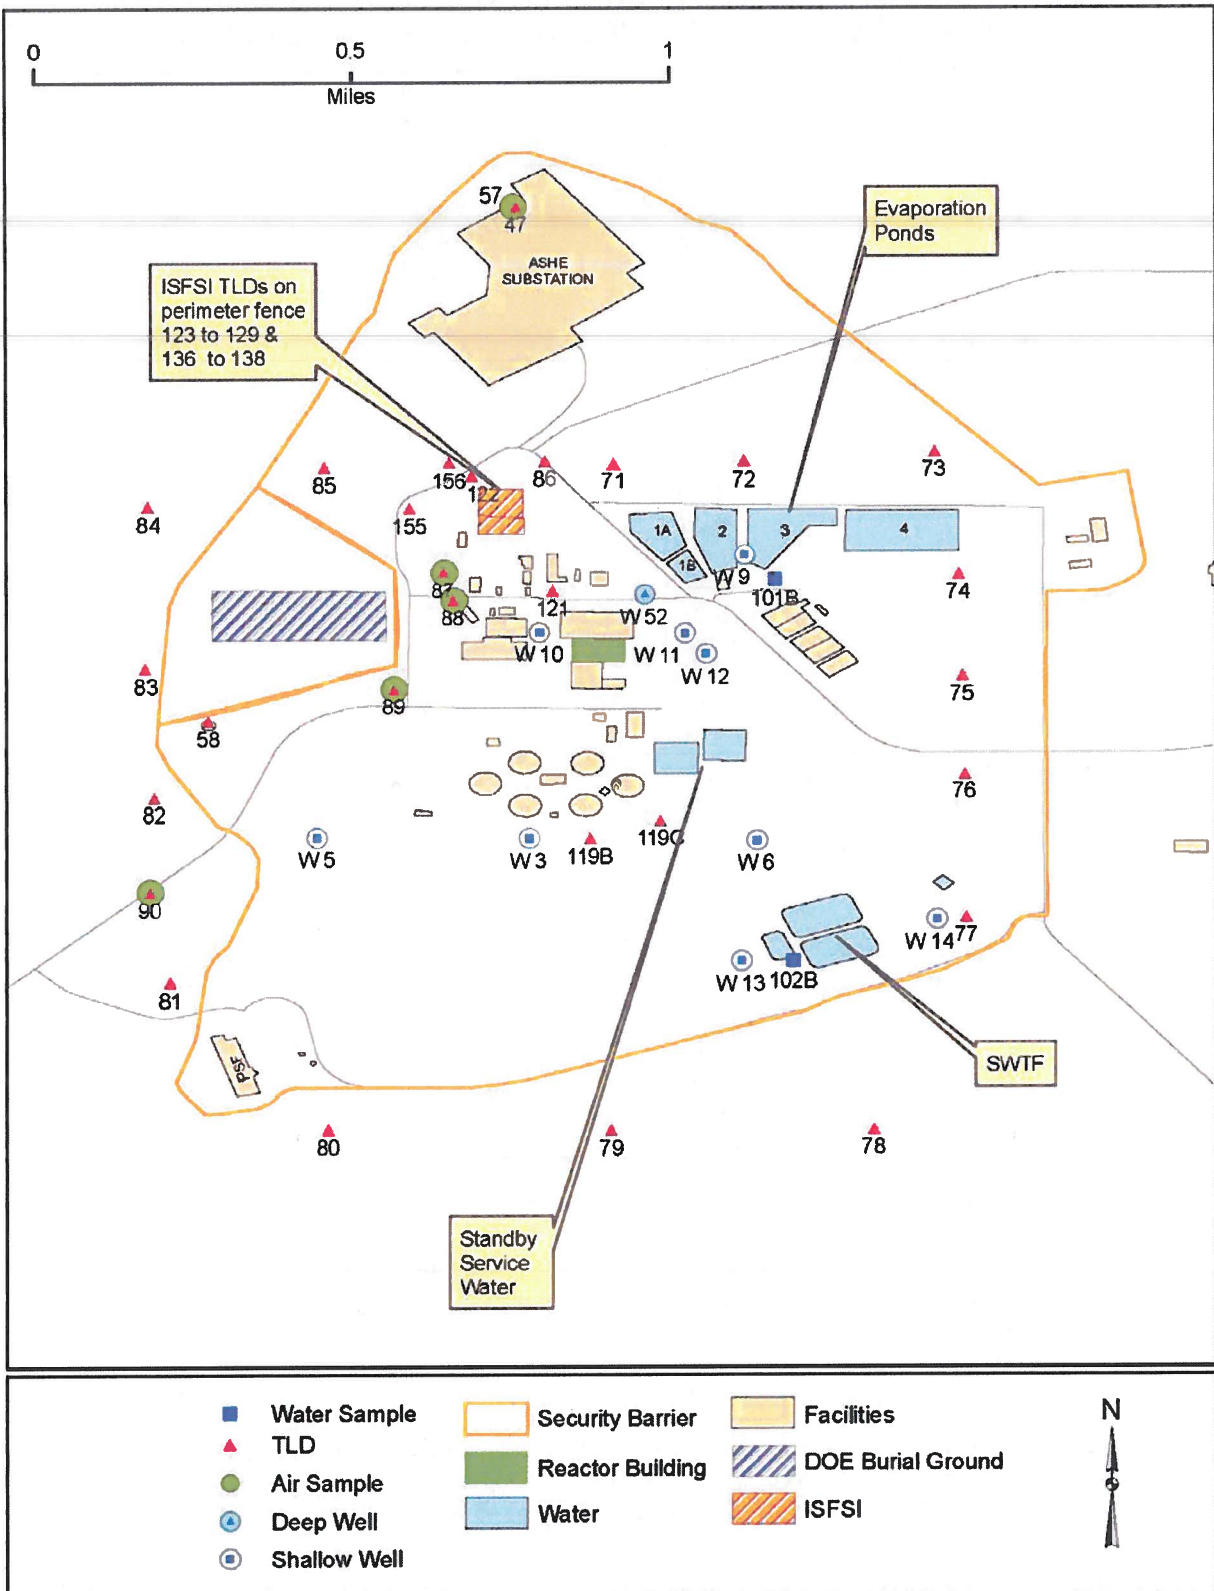 0 0.5 1
Miles
57
47
ASHE
SUBSTATION
Evaporation
Ponds
ISFSI TLDs on
perimeter fence
123 to 129 &
136 to 138
85
156
86
71
72
73
84
155
1A
2
3
4
1B
W 9
87
88
121
W 52
101B
74
W 10
W 11
W 12
83
89
75
58
82
76
W 5
W 3
119B
119C
W 6
90
W 14
77
W 13
102B
81
PSF
SWTF
80
79
78
Standby
Service
Water
Water Sample
TLD
Air Sample
Deep Well
Shallow Well
Security Barrier
Reactor Building
Water
Facilities
DOE Burial Ground
ISFSI
N